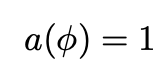 a(ϕ) = 1